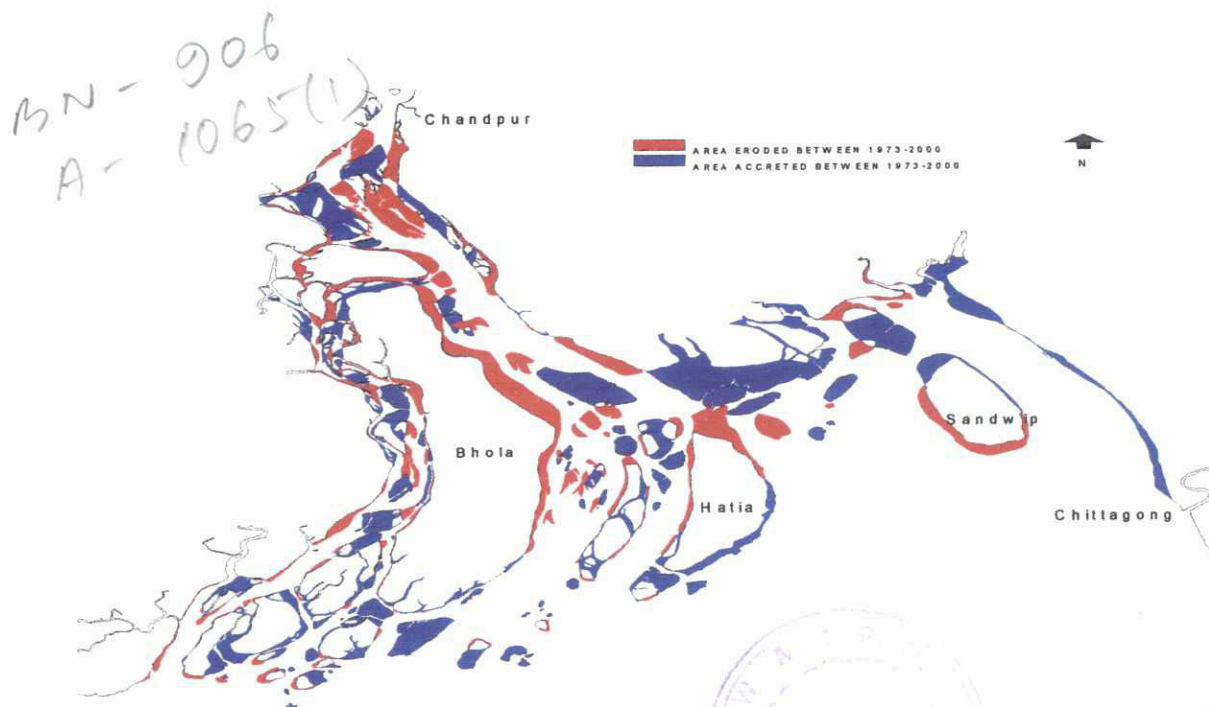 BN - 906
A - 1065(1)
Chandpur
AREA ERODED BETWEEN 1973-2000
AREA ACCRETED BETWEEN 1973-2000
N
Sandwip
Bhola
Hatia
Chittagong